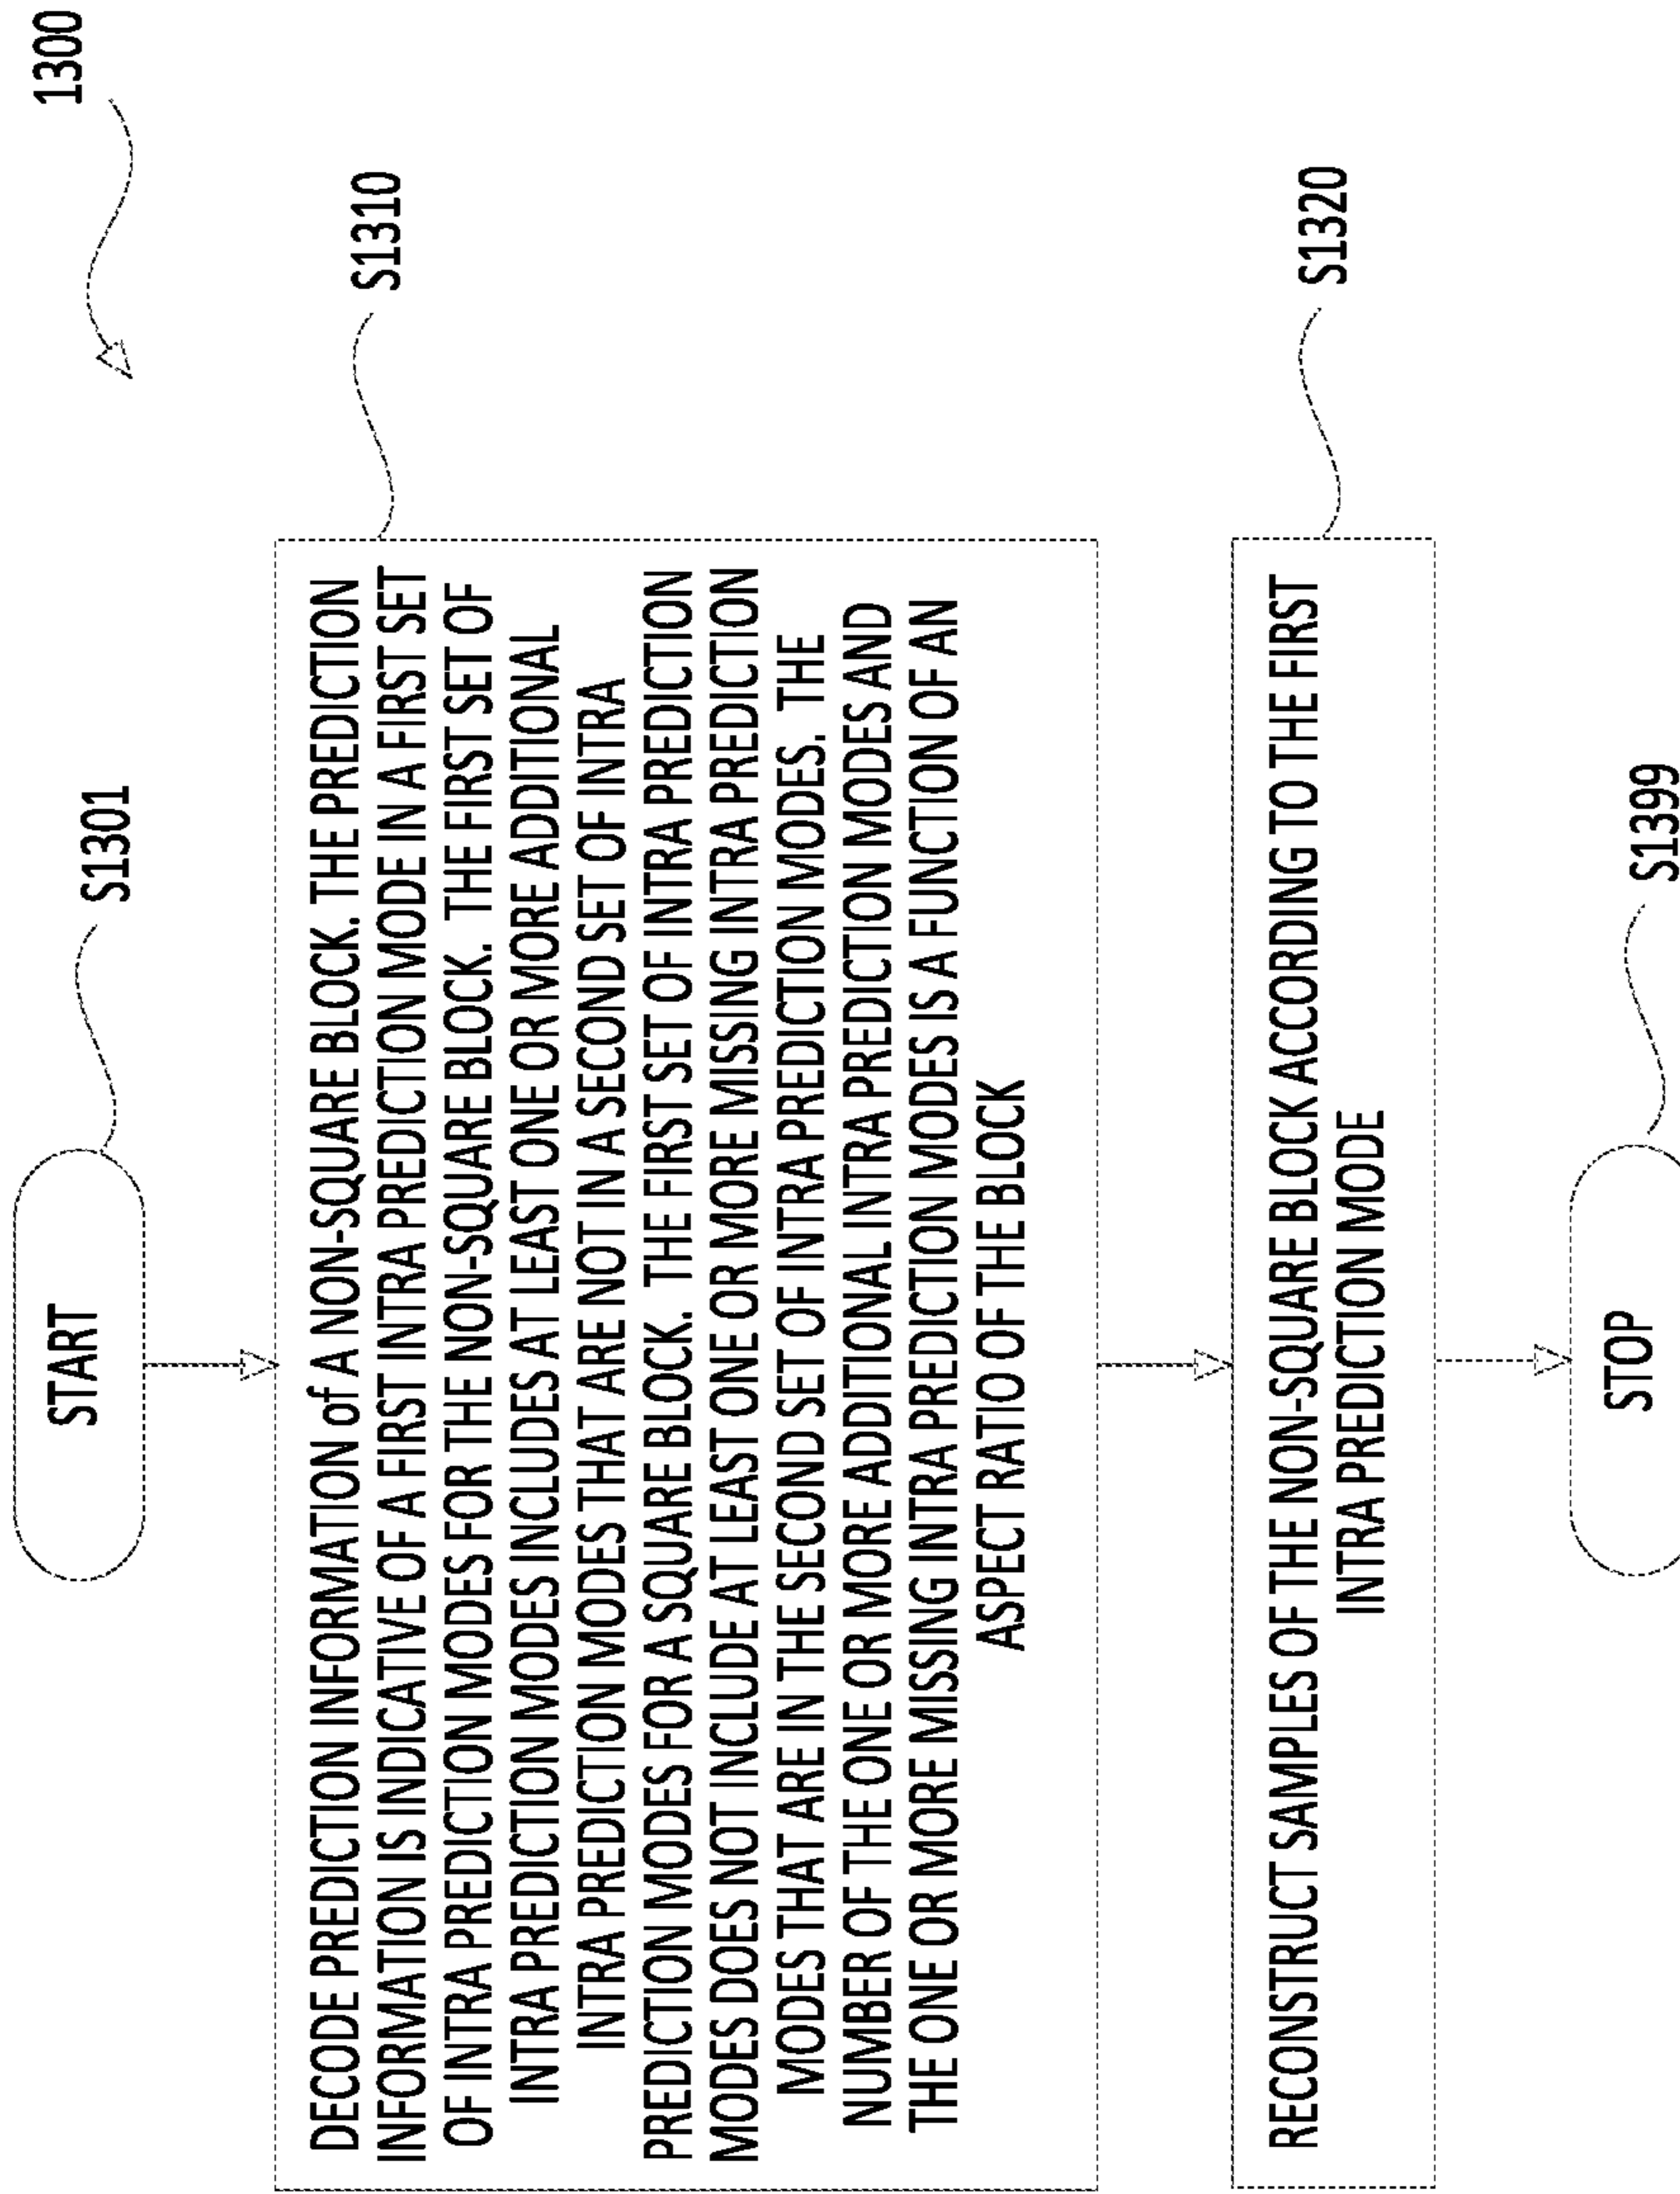 1300
START
S1301
DECODE PREDICTION INFORMATION of A NON-SQUARE BLOCK. THE PREDICTION
INFORMATION IS INDICATIVE OF A FIRST INTRA PREDICTION MODE IN A FIRST SET
OF INTRA PREDICTION MODES FOR THE NON-SQUARE BLOCK. THE FIRST SET OF
INTRA PREDICTION MODES INCLUDES AT LEAST ONE OR MORE ADDITIONAL
INTRA PREDICTION MODES THAT ARE NOT IN A SECOND SET OF INTRA
PREDICTION MODES FOR A SQUARE BLOCK. THE FIRST SET OF INTRA PREDICTION
MODES DOES NOT INCLUDE AT LEAST ONE OR MORE MISSING INTRA PREDICTION
MODES THAT ARE IN THE SECOND SET OF INTRA PREDICTION MODES. THE
NUMBER OF THE ONE OR MORE ADDITIONAL INTRA PREDICTION MODES AND
THE ONE OR MORE MISSING INTRA PREDICTION MODES IS A FUNCTION OF AN
ASPECT RATIO OF THE BLOCK
S1310
RECONSTRUCT SAMPLES OF THE NON-SQUARE BLOCK ACCORDING TO THE FIRST
INTRA PREDICTION MODE
S1320
STOP
S1399